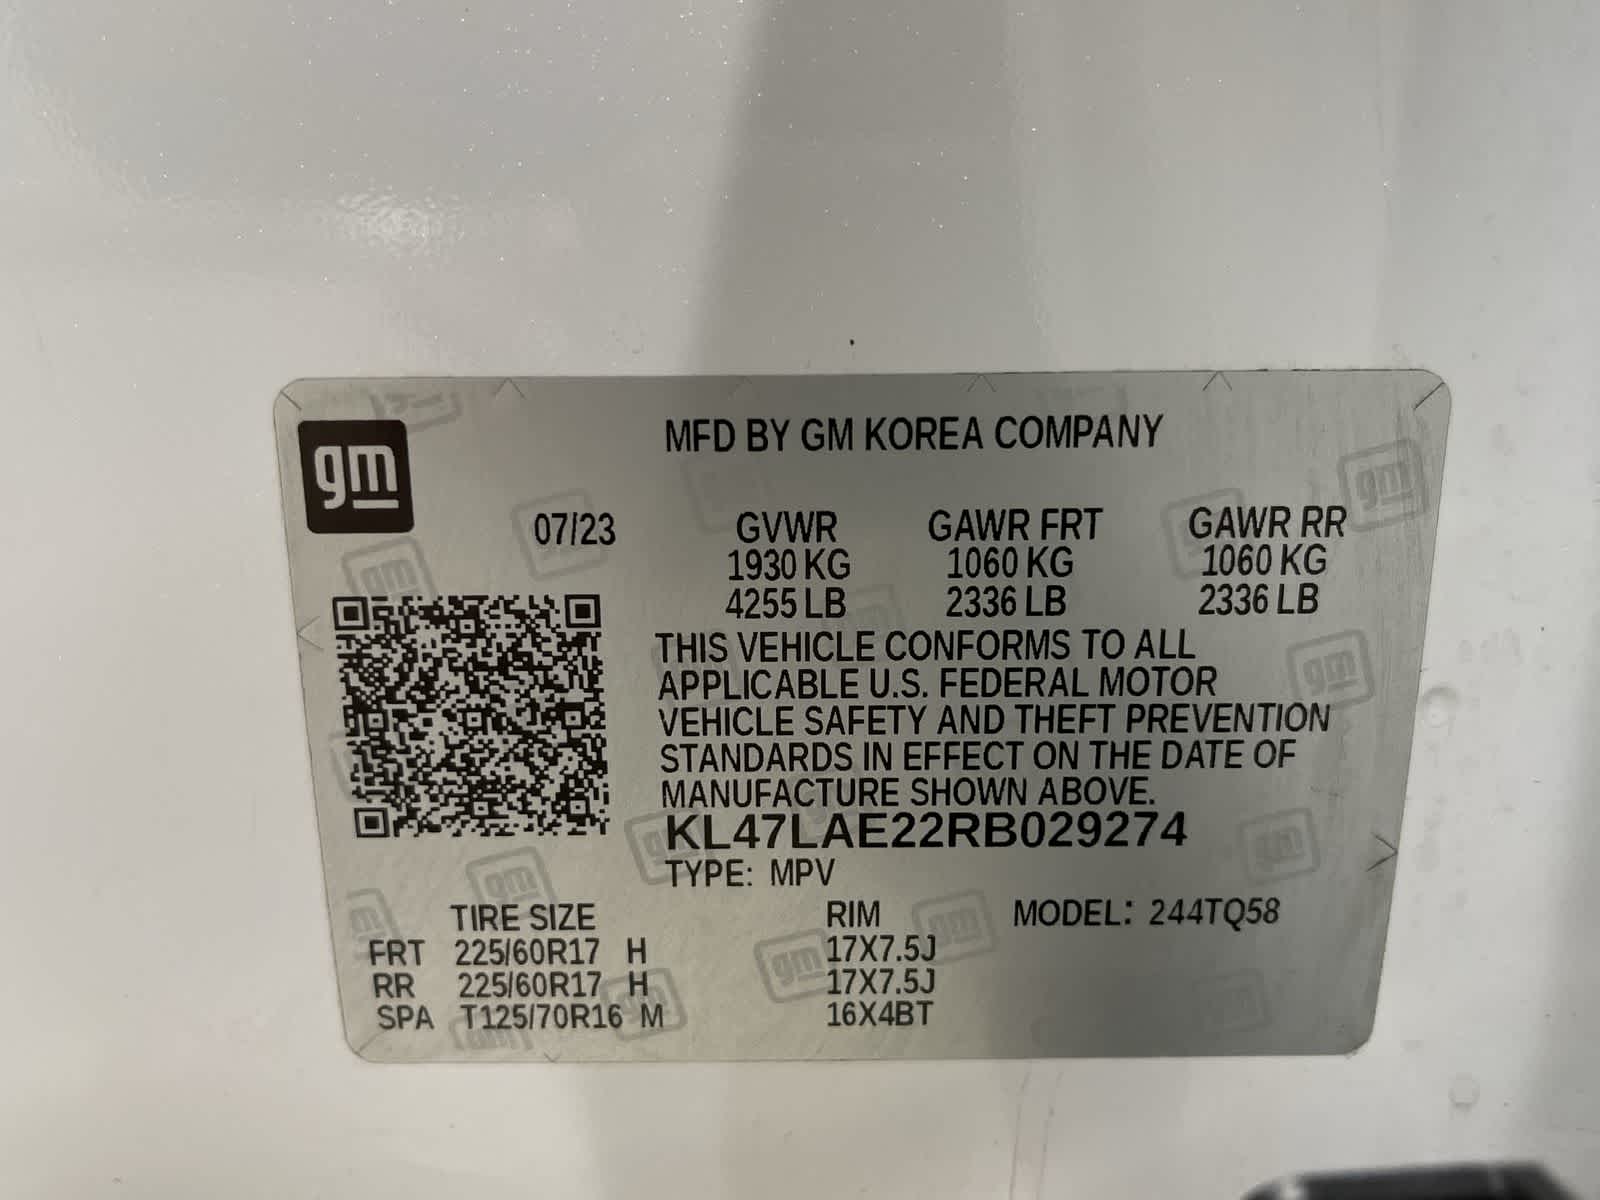 gm
MFD BY GM KOREA COMPANY
07/23 GVWR GAWR FRT GAWR RR
1930 KG 1060 KG 1060 KG
4255 LB 2336 LB 2336 LB
THIS VEHICLE CONFORMS TO ALL
APPLICABLE U.S. FEDERAL MOTOR
VEHICLE SAFETY AND THEFT PREVENTION
STANDARDS IN EFFECT ON THE DATE OF
MANUFACTURE SHOWN ABOVE.
KL47LAE22RB029274
TYPE: MPV
TIRE SIZE RIM MODEL: 244TQ58
FRT 225/60R17 H 17X7.5J
RR 225/60R17 H 17X7.5J
SPA T125/70R16 M 16X4BT